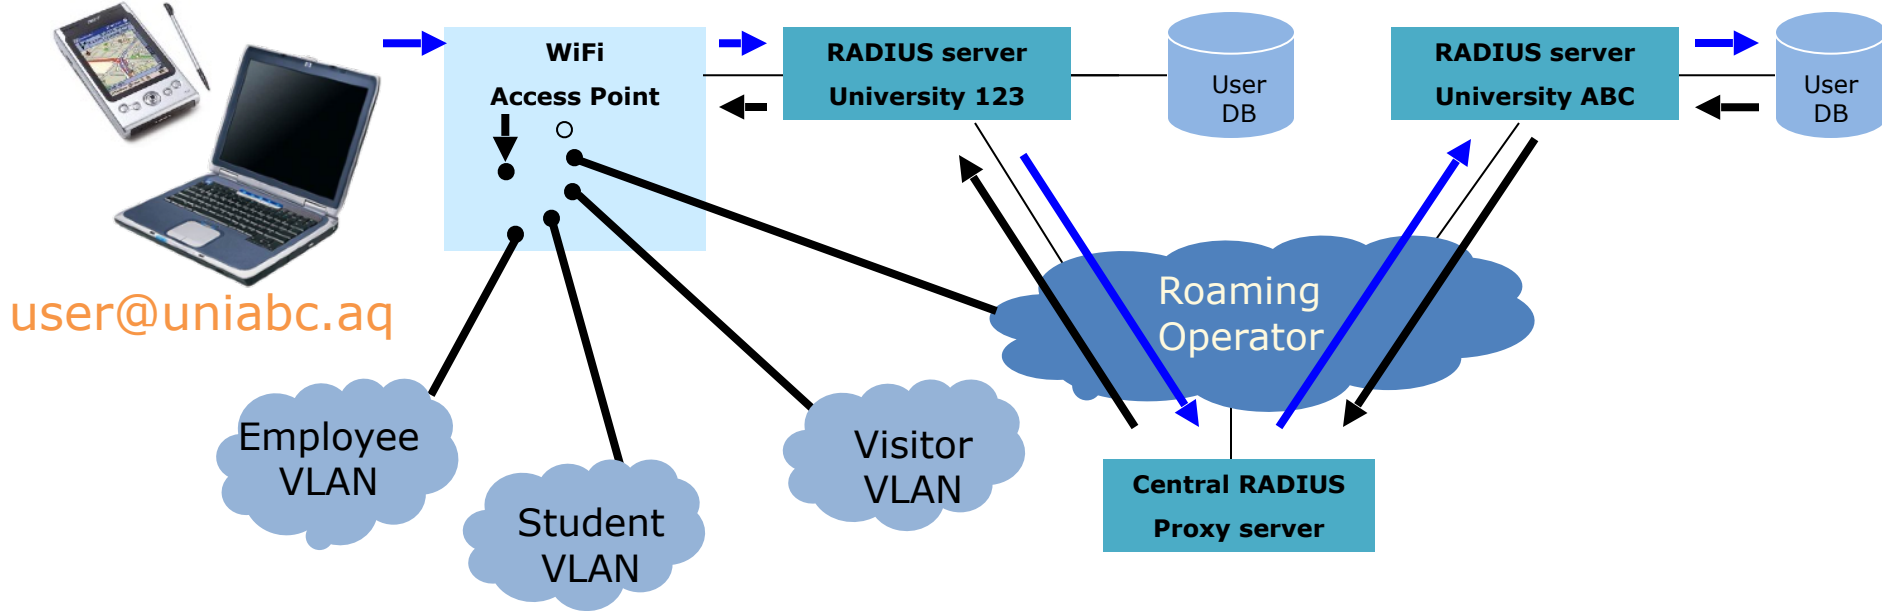 WiFi
Access Point
RADIUS server
University 123
User
DB
RADIUS server
University ABC
User
DB
user@uniabc.aq
Roaming
Operator
Employee
VLAN
Student
VLAN
Visitor
VLAN
Central RADIUS
Proxy server